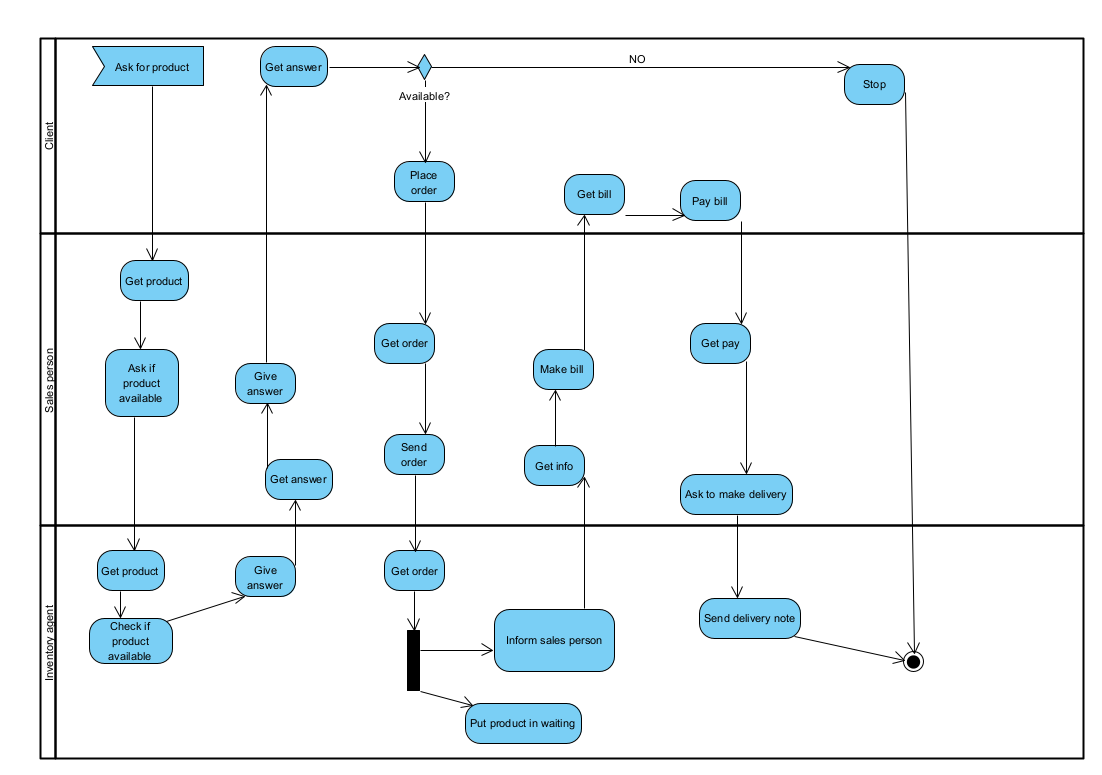 Client
Ask for product
Get answer
Available?
NO
Stop
Place
order
Get bill
Pay bill
Sales person
Get product
Ask if
product
available
Give
answer
Get answer
Get order
Send
order
Make bill
Get info
Get pay
Ask to make delivery
Inventory agent
Get product
Check if
product
available
Give
answer
Get order
Inform sales person
Put product in waiting
Send delivery note